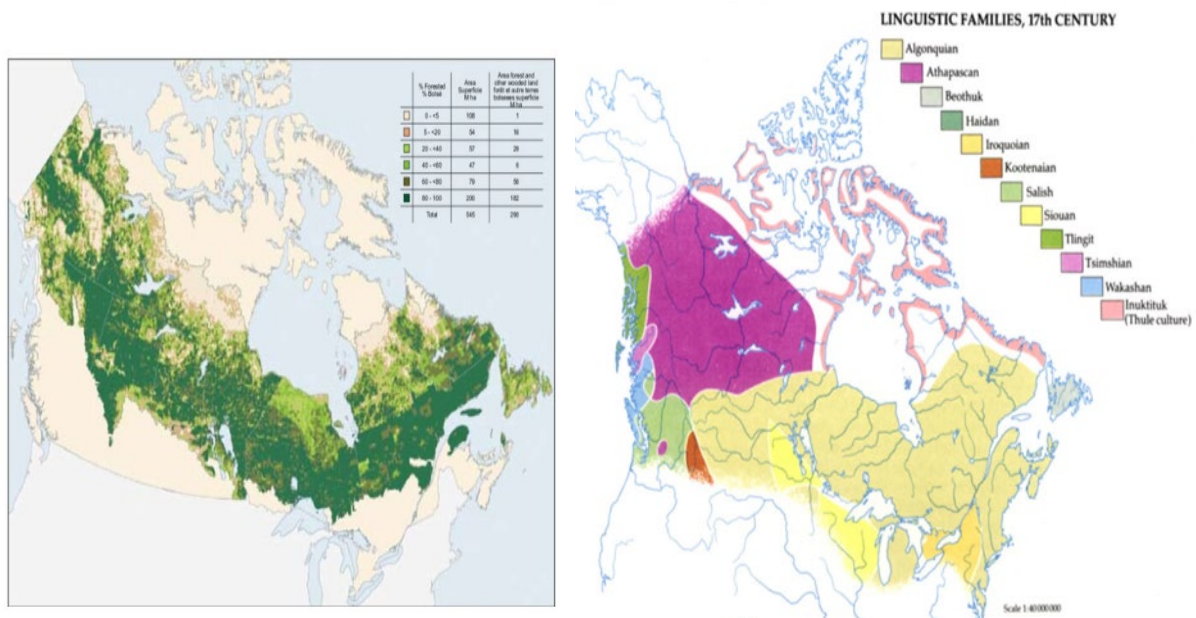 % Forested
% Boisé
Area
Superficie
M ha
Area forest and
other wooded land
forêt et autre terres
boisées superficie
M ha
0 - <5 108 1
5 - <20 54 16
20 - <40 57 28
40 - <60 47 6
60 - <80 79 56
80 - 100 200 182
Total 545 290
LINGUISTIC FAMILIES, 17th CENTURY
Algonquian
Athapascan
Beothuk
Haidan
Iroquoian
Kootenaian
Salish
Siouan
Tlingit
Tsimshian
Wakashan
Inuktituk
(Thule culture)
Scale 1:40 000 000